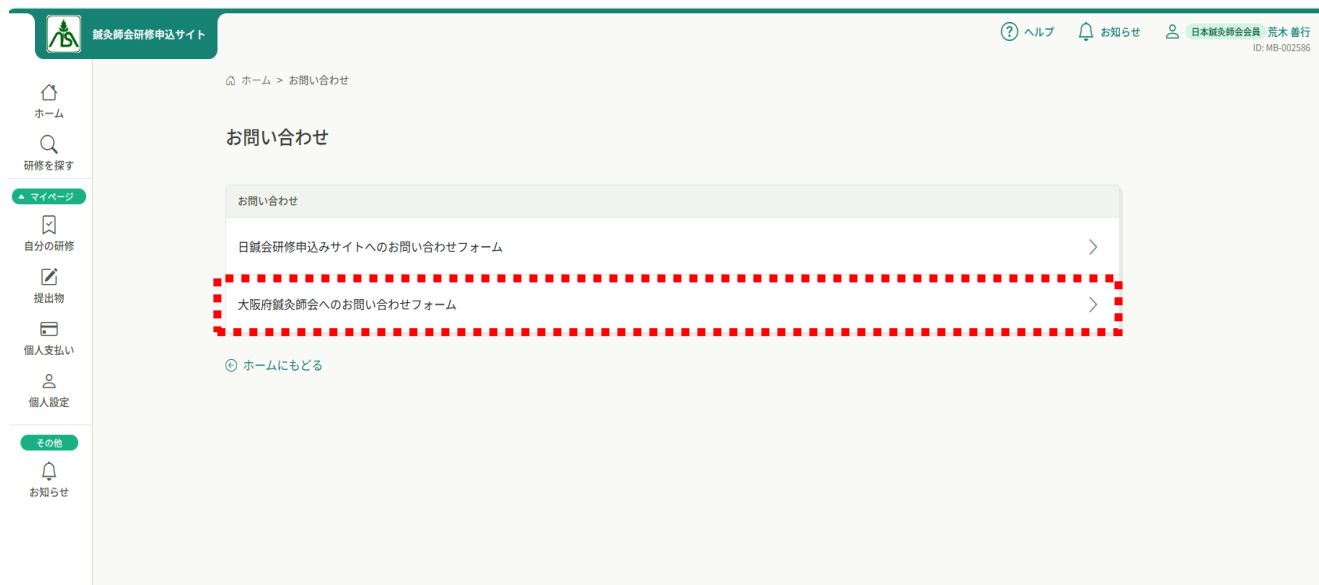 鍼灸師会研修申込サイト
ヘルプ
お知らせ
日本鍼灸師会会員 荒木 善行
ID: MB-002586
ホーム > お問い合わせ
お問い合わせ
お問い合わせ
日鍼会研修申込みサイトへのお問い合わせフォーム
大阪府鍼灸師会へのお問い合わせフォーム
ホームにもどる
ホーム
研修を探す
マイページ
自分の研修
提出物
個人支払い
個人設定
その他
お知らせ